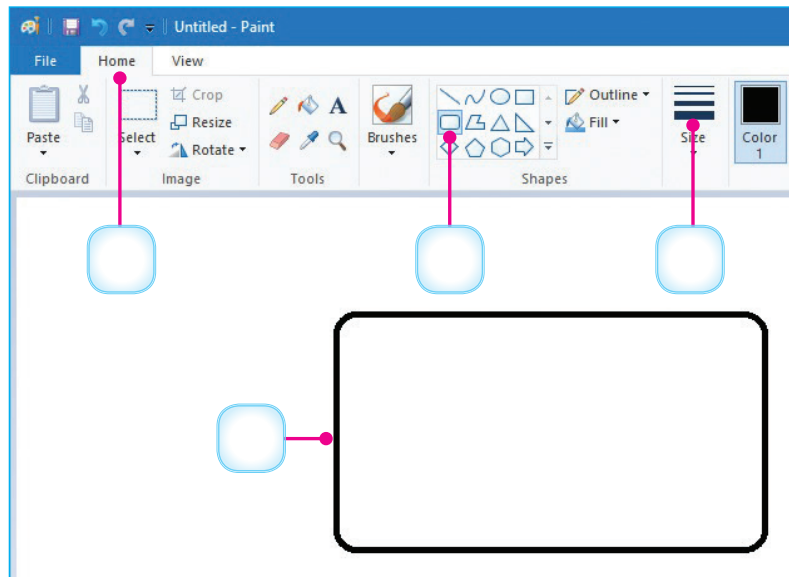 Untitled - Paint
File Home View
Crop
Resize
Rotate
Paste
Select
A
Brushes
Outline
Fill
Size
Color
1
Clipboard
Image
Tools
Shapes